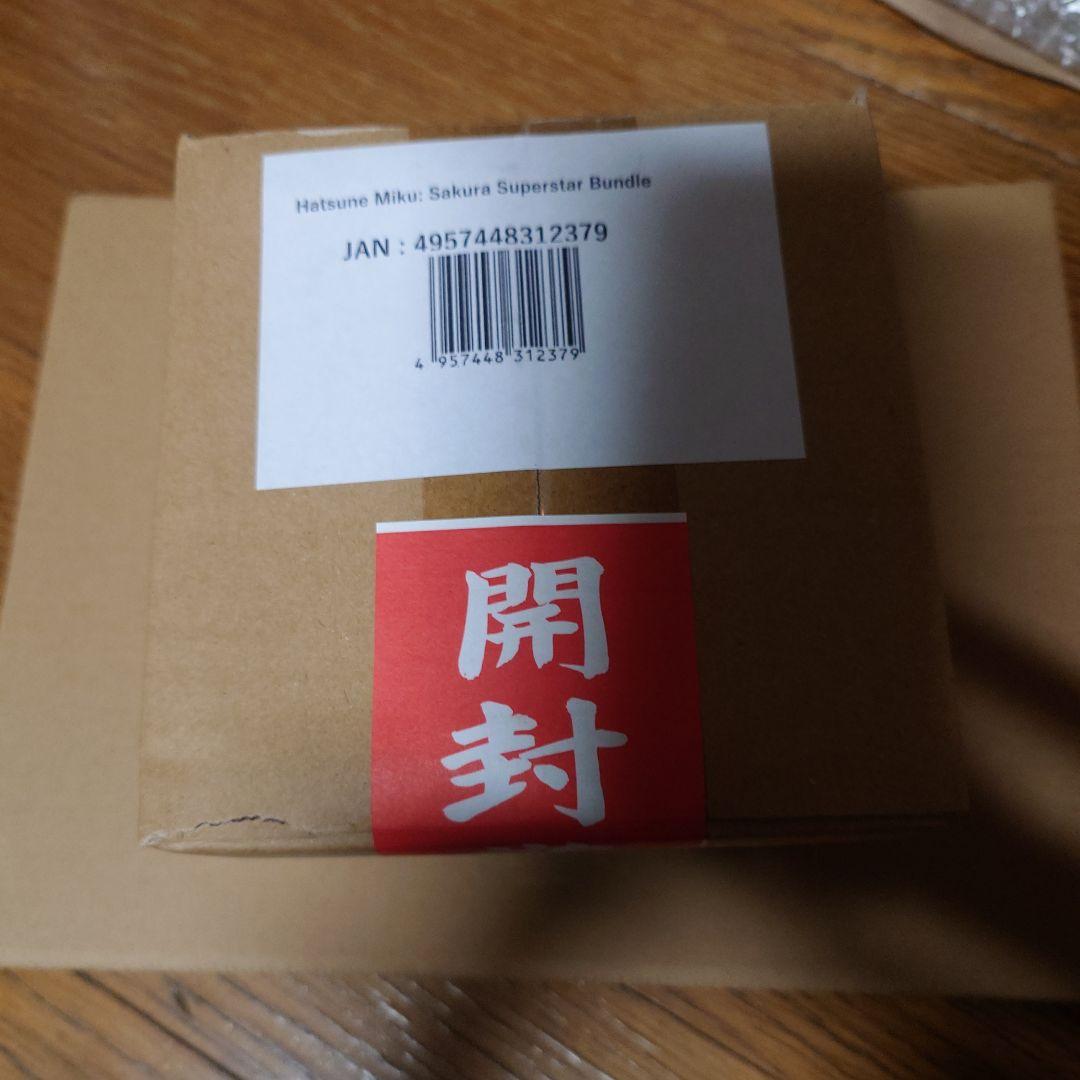 Hatsune Miku: Sakura Superstar Bundle
JAN : 4957448312379
4 957448 312379
開封